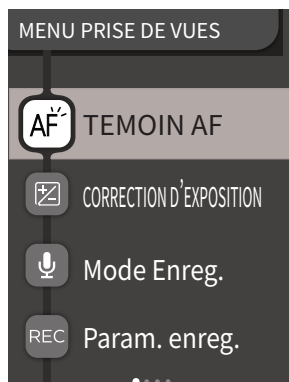 MENU PRISE DE VUES
AF TEMOIN AF
CORRECTION D'EXPOSITION
Mode Enreg.
REC Param. enreg.